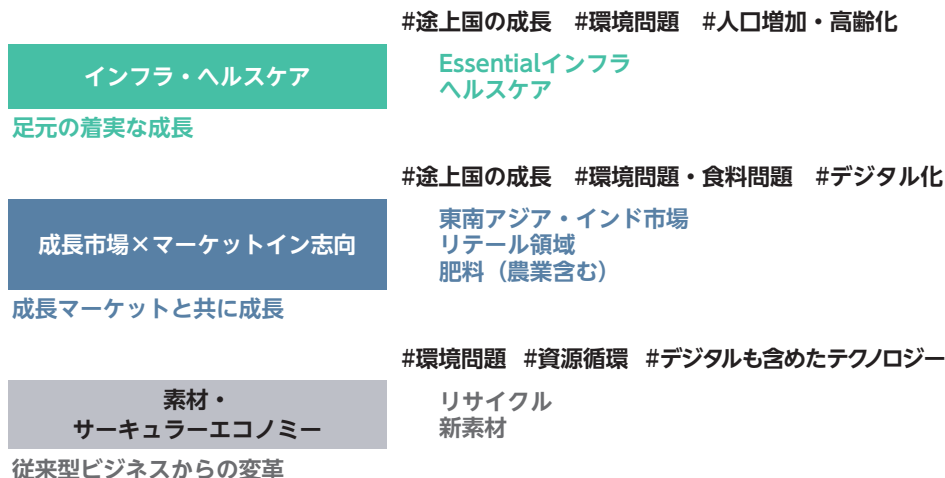 #途上国の成長 #環境問題 #人口増加・高齢化
インフラ・ヘルスケア
Essentialインフラ
ヘルスケア
足元の着実な成長
#途上国の成長 #環境問題・食料問題 #デジタル化
成長市場×マーケットイン志向
東南アジア・インド市場
リテール領域
肥料（農業含む）
成長マーケットと共に成長
#環境問題 #資源循環 #デジタルも含めたテクノロジー
素材・
サーキュラーエコノミー
リサイクル
新素材
従来型ビジネスからの変革